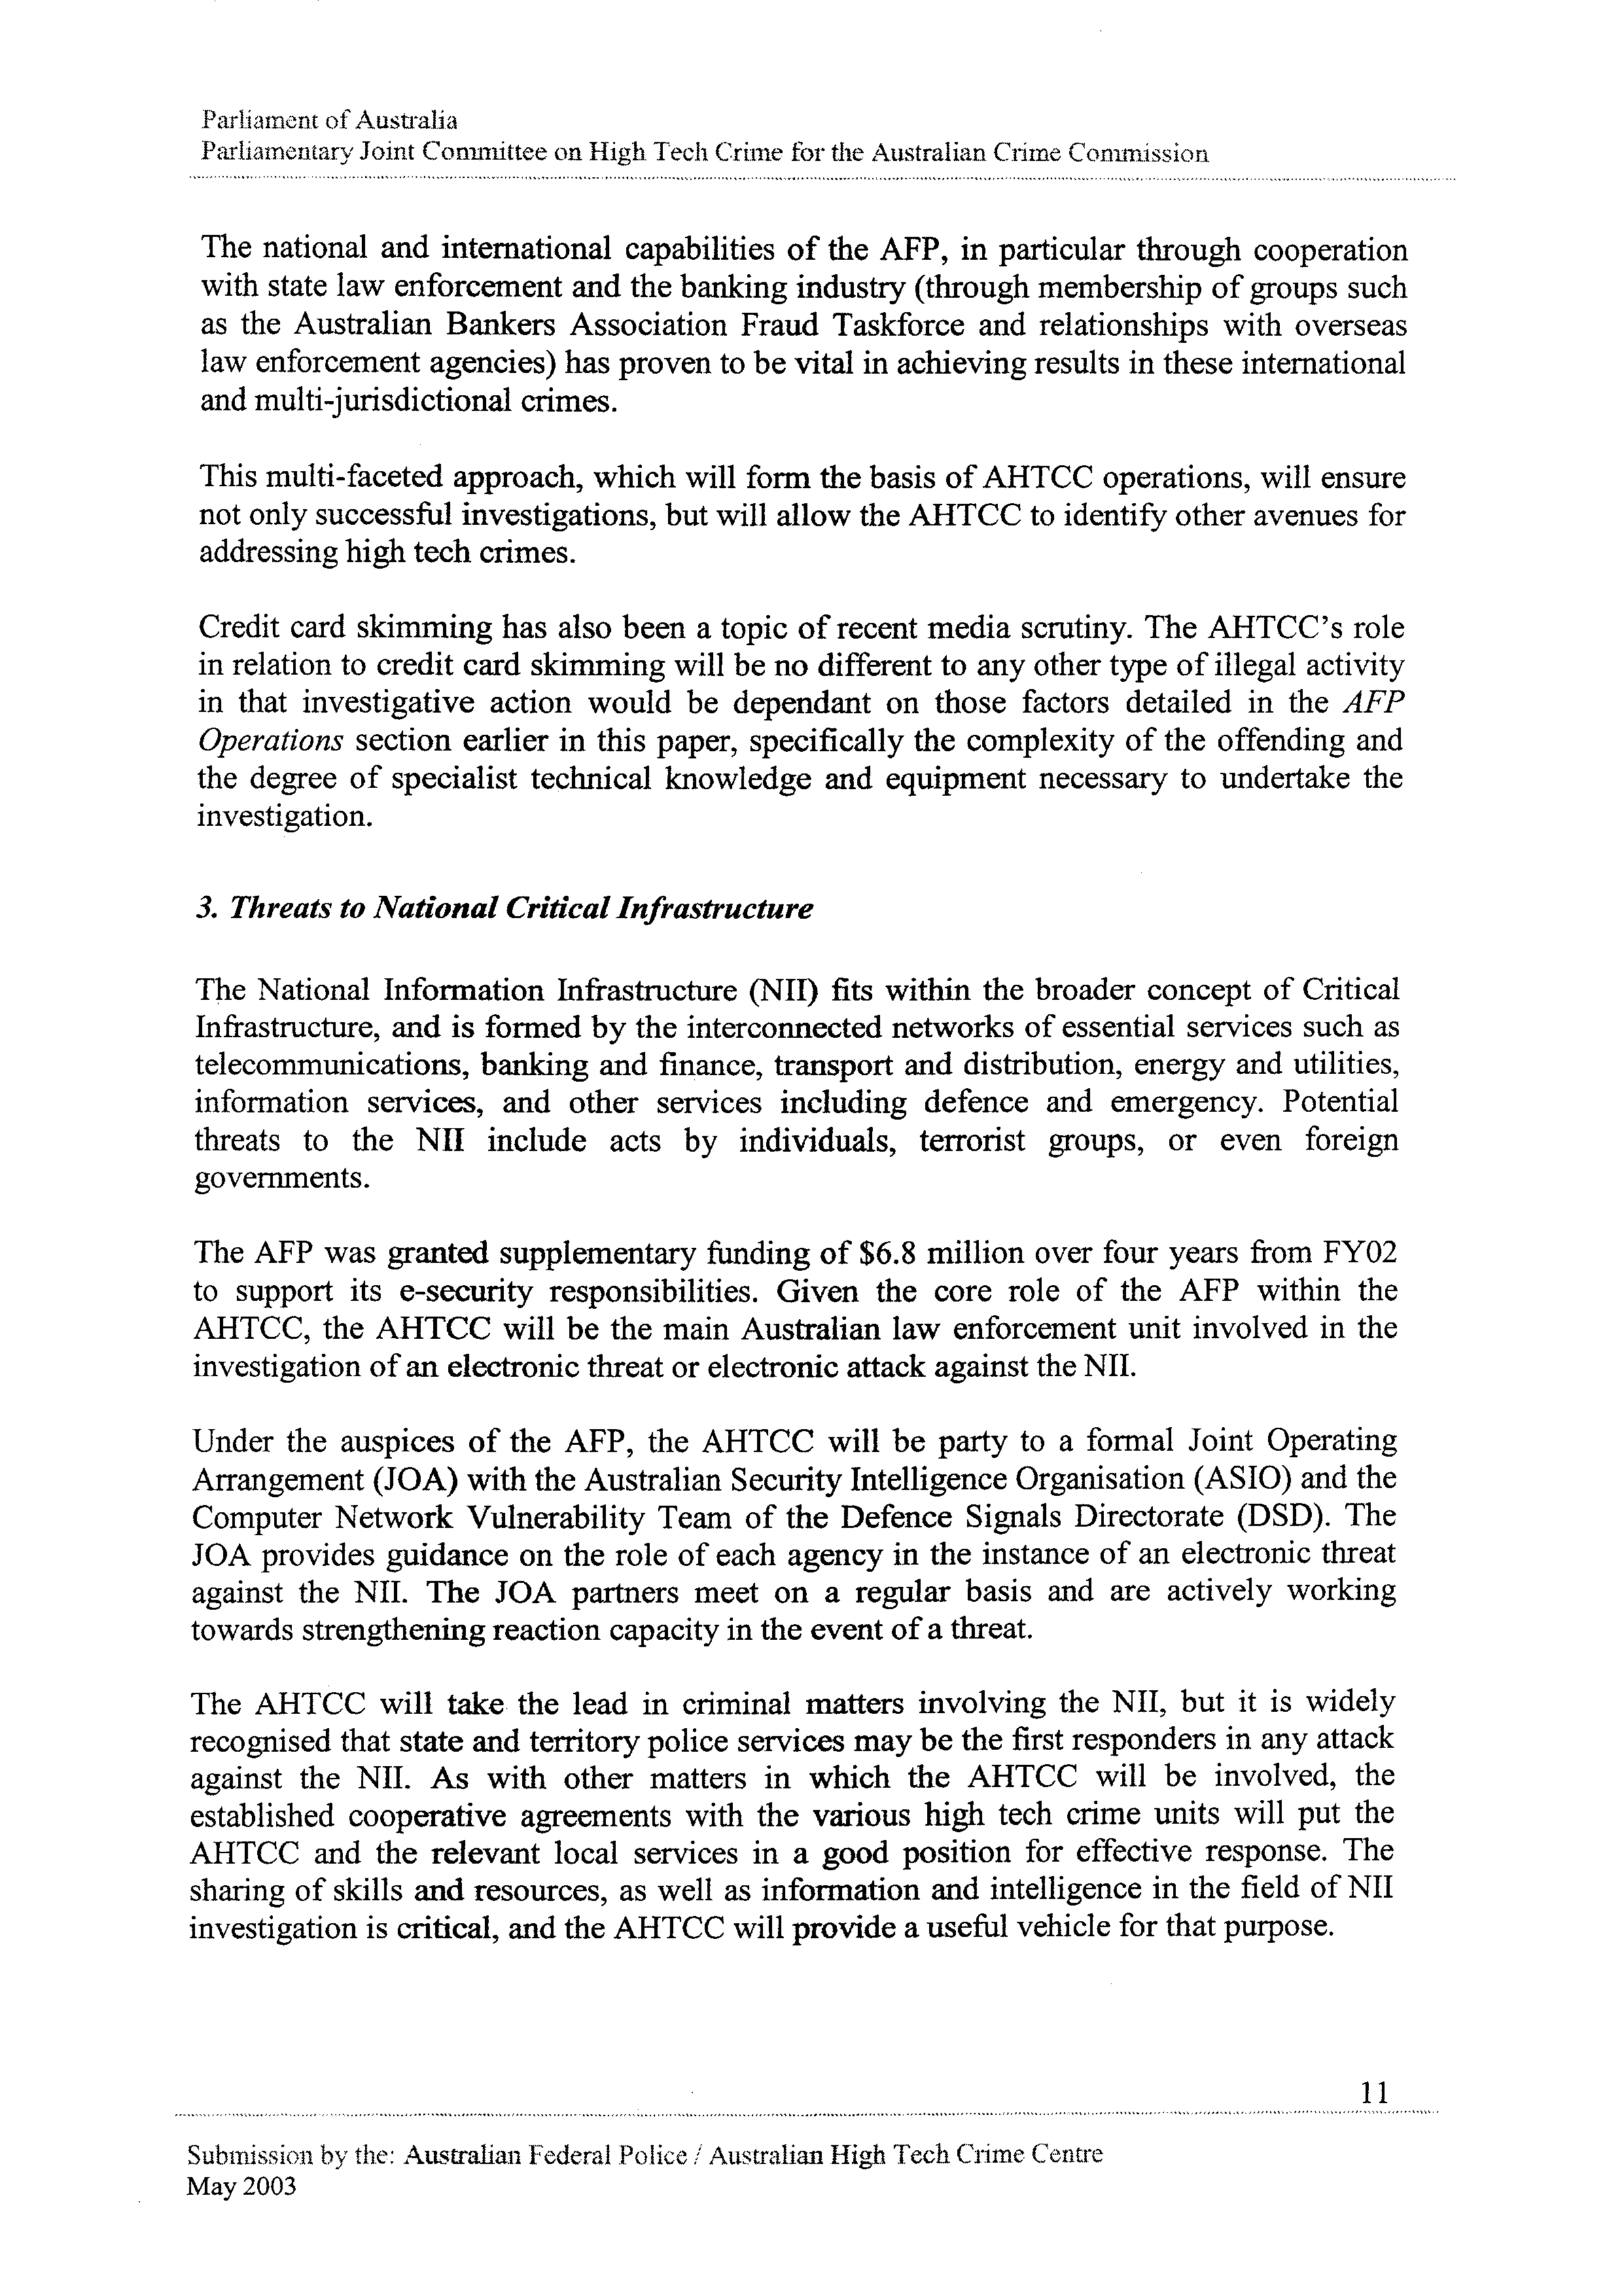 Parliament of Australia
Parliamentary Joint Committee on High Tech Crime for the Australian Crime Commission
The national and international capabilities of the AFP, in particular through cooperation
with state law enforcement and the banking industry (through membership of groups such
as the Australian Bankers Association Fraud Taskforce and relationships with overseas
law enforcement agencies) has proven to be vital in achieving results in these international
and multi-jurisdictional crimes.
This multi-faceted approach, which will form the basis of AHTCC operations, will ensure
not only successful investigations, but will allow the AHTCC to identify other avenues for
addressing high tech crimes.
Credit card skimming has also been a topic of recent media scrutiny. The AHTCC's role
in relation to credit card skimming will be no different to any other type of illegal activity
in that investigative action would be dependant on those factors detailed in the AFP
Operations section earlier in this paper, specifically the complexity of the offending and
the degree of specialist technical knowledge and equipment necessary to undertake the
investigation.
3. Threats to National Critical Infrastructure
The National Information Infrastructure (NII) fits within the broader concept of Critical
Infrastructure, and is formed by the interconnected networks of essential services such as
telecommunications, banking and finance, transport and distribution, energy and utilities,
information services, and other services including defence and emergency. Potential
threats to the NII include acts by individuals, terrorist groups, or even foreign
governments.
The AFP was granted supplementary funding of $6.8 million over four years from FY02
to support its e-security responsibilities. Given the core role of the AFP within the
AHTCC, the AHTCC will be the main Australian law enforcement unit involved in the
investigation of an electronic threat or electronic attack against the NII.
Under the auspices of the AFP, the AHTCC will be party to a formal Joint Operating
Arrangement (JOA) with the Australian Security Intelligence Organisation (ASIO) and the
Computer Network Vulnerability Team of the Defence Signals Directorate (DSD). The
JOA provides guidance on the role of each agency in the instance of an electronic threat
against the NII. The JOA partners meet on a regular basis and are actively working
towards strengthening reaction capacity in the event of a threat.
The AHTCC will take the lead in criminal matters involving the NII, but it is widely
recognised that state and territory police services may be the first responders in any attack
against the NII. As with other matters in which the AHTCC will be involved, the
established cooperative agreements with the various high tech crime units will put the
AHTCC and the relevant local services in a good position for effective response. The
sharing of skills and resources, as well as information and intelligence in the field of NII
investigation is critical, and the AHTCC will provide a useful vehicle for that purpose.
11
Submission by the: Australian Federal Police / Australian High Tech Crime Centre
May 2003